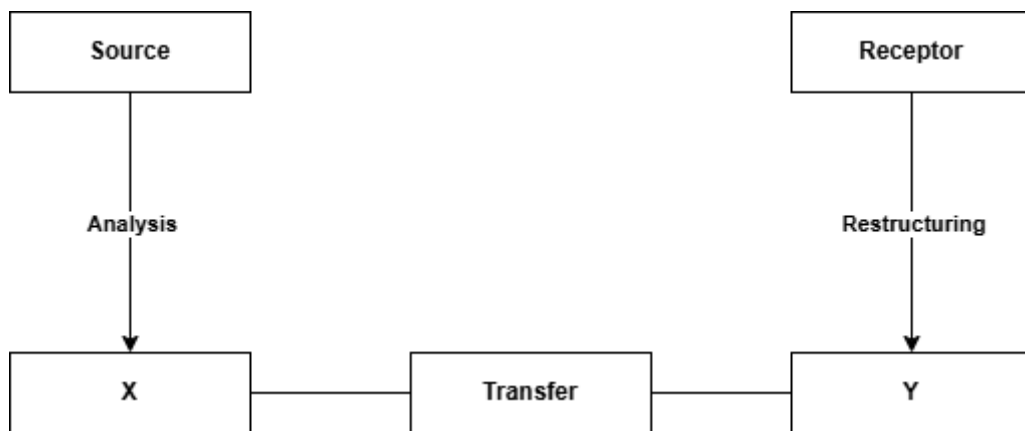 Source
Receptor
Analysis
Restructuring
X
Transfer
Y